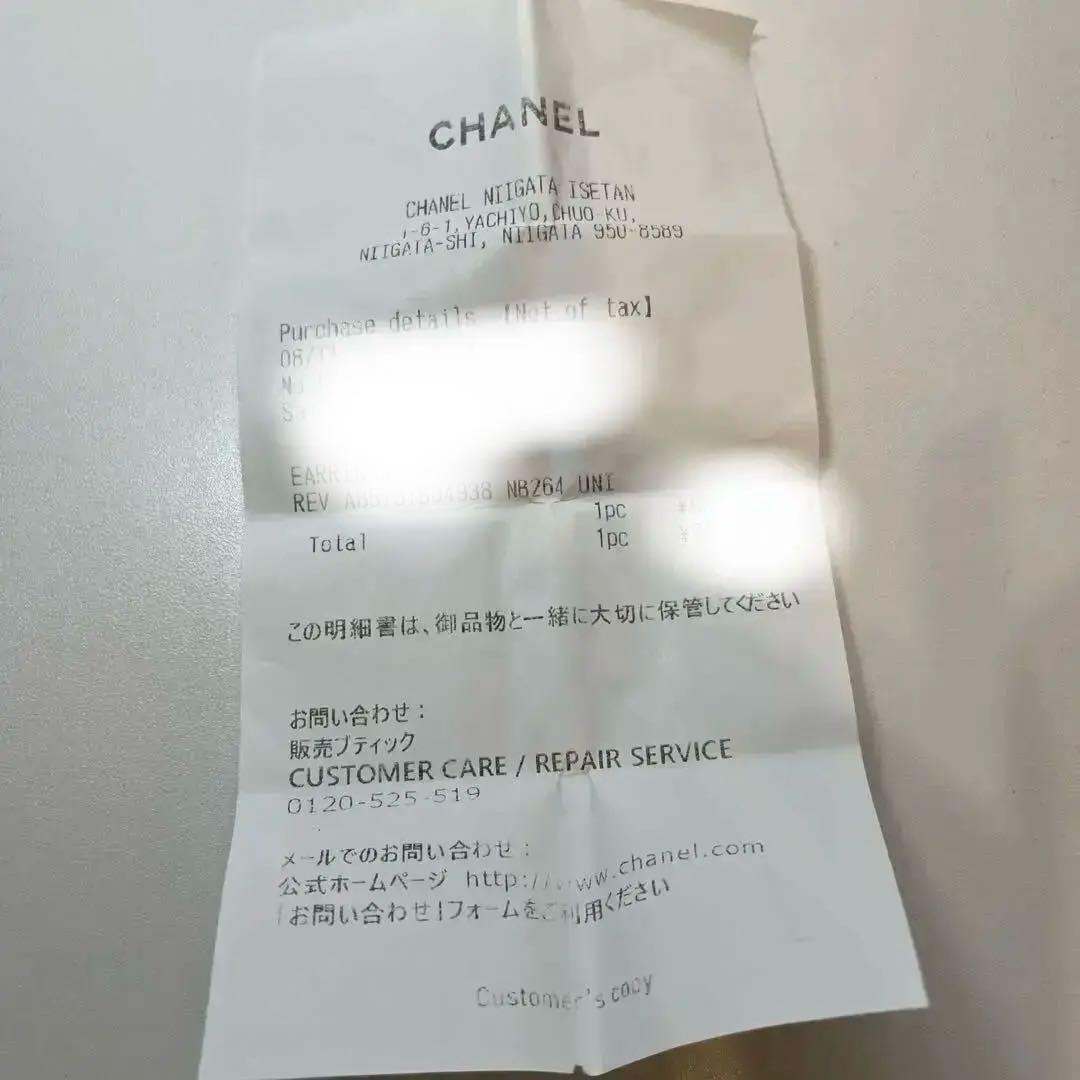 CHANEL
CHANEL NIIGATA ISETAN
1-6-1, YACHIYO, CHUO-KU,
NIIGATA-SHI, NIIGATA 950-8589
Purchase details 【Net of tax】
08/
REV NB264 UNI
1pc
Total 1pc
この明細書は、御品物と一緒に大切に保管してください
お問い合わせ：
販売ブティック
CUSTOMER CARE / REPAIR SERVICE
0120-525-519
メールでのお問い合わせ：
公式ホームページ http://www.chanel.com
「お問い合わせ」フォームをご利用ください
Customer's copy